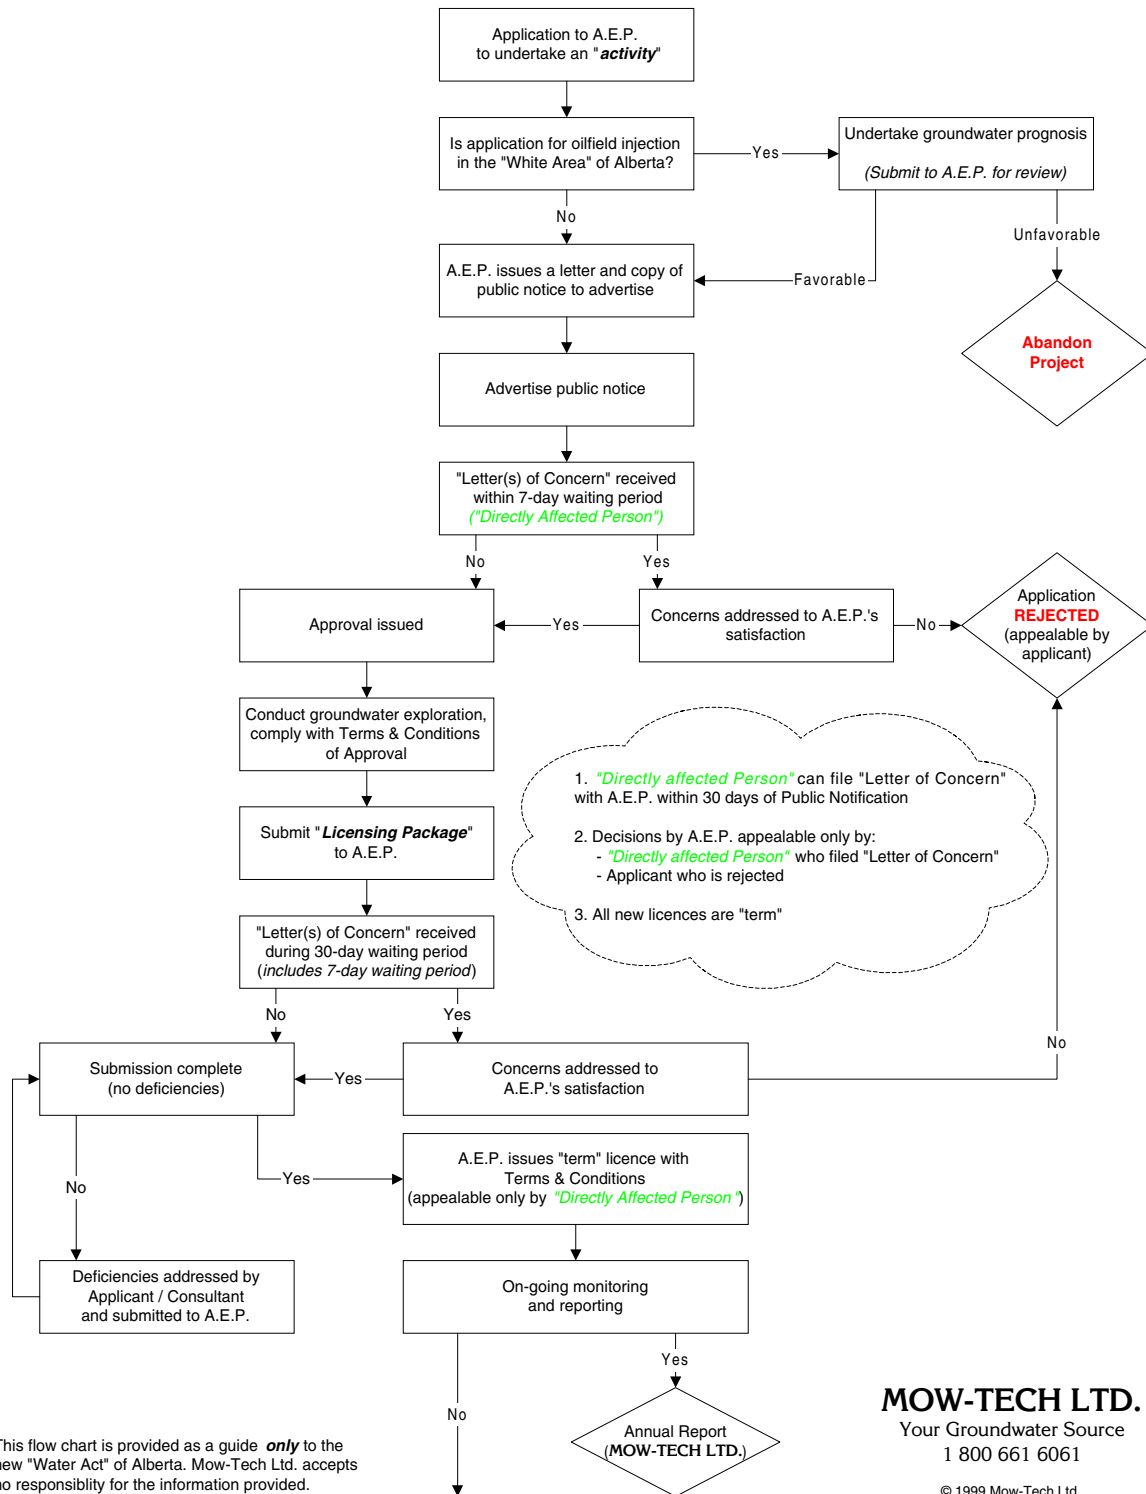 Application to A.E.P.
to undertake an "activity"
Is application for oilfield injection
in the "White Area" of Alberta?
Yes
Undertake groundwater prognosis
(Submit to A.E.P. for review)
No
Unfavorable
A.E.P. issues a letter and copy of
public notice to advertise
Favorable
Abandon
Project
Advertise public notice
"Letter(s) of Concern" received
within 7-day waiting period
("Directly Affected Person")
No
Yes
Approval issued
Yes
Concerns addressed to A.E.P.'s
satisfaction
No
Application
REJECTED
(appealable by
applicant)
Conduct groundwater exploration,
comply with Terms & Conditions
of Approval
1. "Directly affected Person" can file "Letter of Concern"
with A.E.P. within 30 days of Public Notification
2. Decisions by A.E.P. appealable only by:
- "Directly affected Person" who filed "Letter of Concern"
- Applicant who is rejected
3. All new licences are "term"
Submit "Licensing Package"
to A.E.P.
"Letter(s) of Concern" received
during 30-day waiting period
(includes 7-day waiting period)
No
Yes
No
Submission complete
(no deficiencies)
Yes
Concerns addressed to
A.E.P.'s satisfaction
No
Yes
A.E.P. issues "term" licence with
Terms & Conditions
(appealable only by "Directly Affected Person")
Deficiencies addressed by
Applicant / Consultant
and submitted to A.E.P.
On-going monitoring
and reporting
No
Yes
Annual Report
(MOW-TECH LTD.)
MOW-TECH LTD.
Your Groundwater Source
1 800 661 6061
© 1999 Mow-Tech Ltd.
This flow chart is provided as a guide only to the
new "Water Act" of Alberta. Mow-Tech Ltd. accepts
no responsiblity for the information provided.